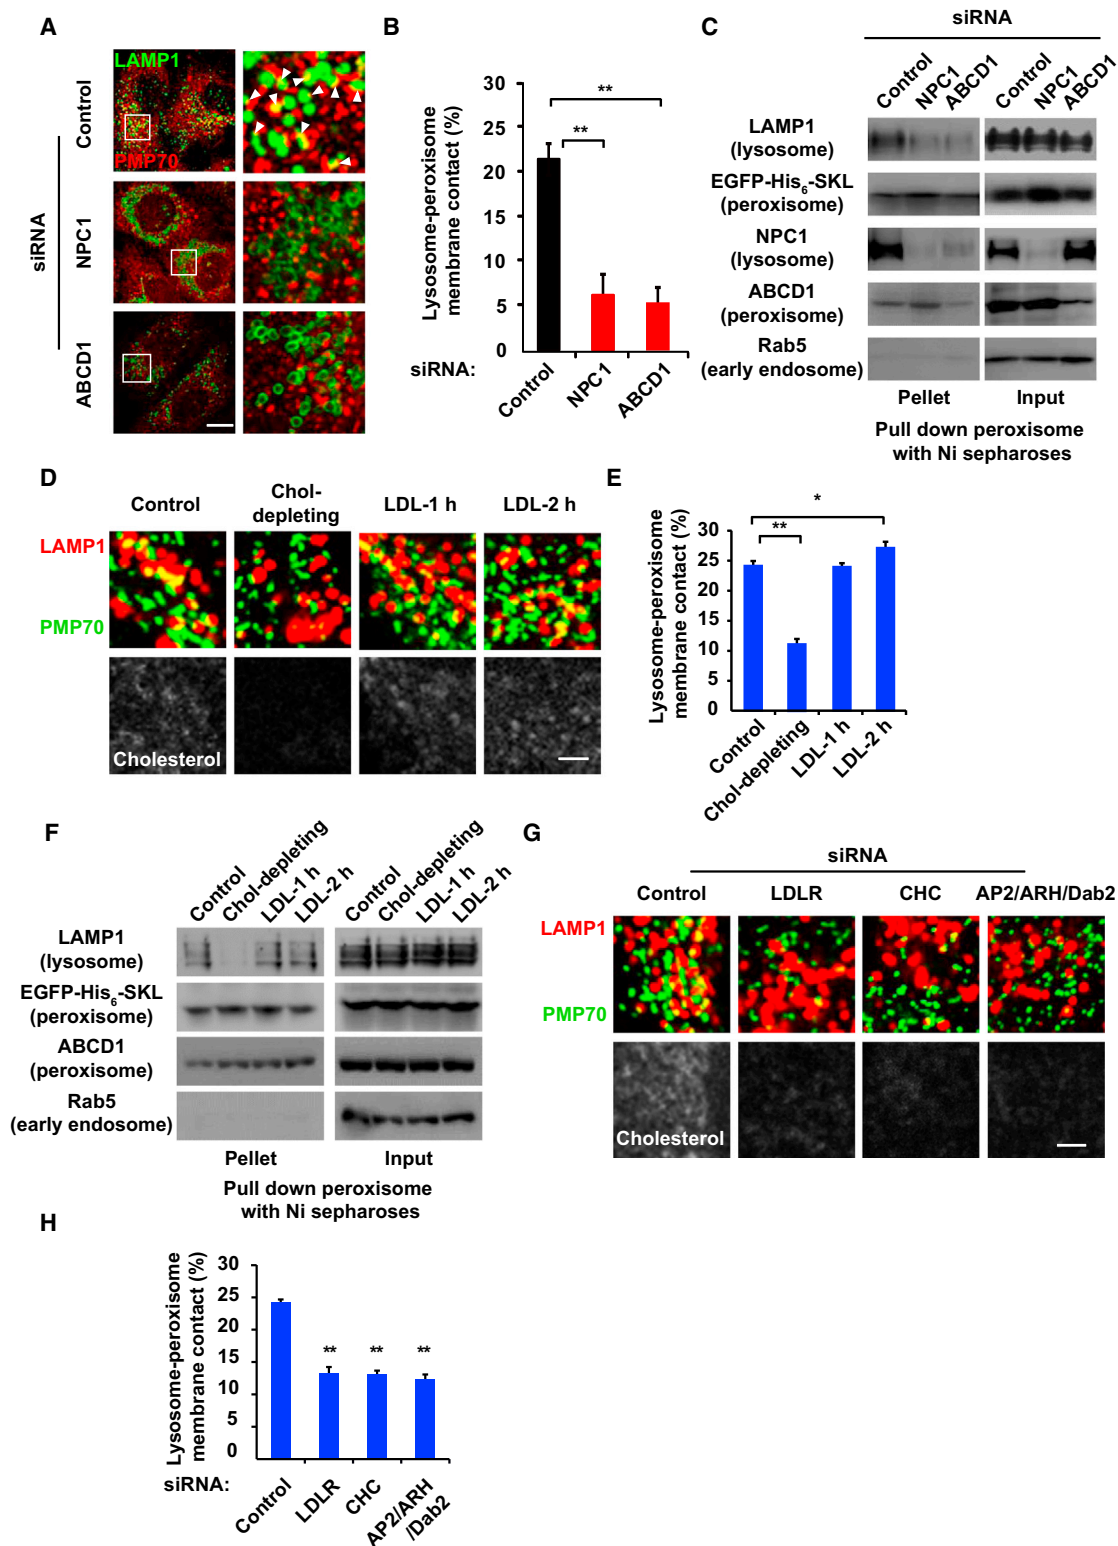 A
LAMP1
PMP70
Control
NPC1
ABCD1
siRNA
B
Lysosome-peroxisome
membrane contact (%)
30
25
20
15
10
5
0
**
**
siRNA:
Control
NPC1
ABCD1
C
siRNA
Control
NPC1
ABCD1
Control
NPC1
ABCD1
LAMP1
(lysosome)
EGFP-His6-SKL
(peroxisome)
NPC1
(lysosome)
ABCD1
(peroxisome)
Rab5
(early endosome)
Pellet
Input
Pull down peroxisome
with Ni sepharoses
D
Control
Chol-
depleting
LDL-1 h
LDL-2 h
LAMP1
PMP70
Cholesterol
E
Lysosome-peroxisome
membrane contact (%)
30
25
20
15
10
5
0
*
**
Control
Chol-depleting
LDL-1 h
LDL-2 h
F
Control
Chol-depleting
LDL-1 h
LDL-2 h
Control
Chol-depleting
LDL-1 h
LDL-2 h
LAMP1
(lysosome)
EGFP-His6-SKL
(peroxisome)
ABCD1
(peroxisome)
Rab5
(early endosome)
Pellet
Input
Pull down peroxisome
with Ni sepharoses
G
siRNA
Control
LDLR
CHC
AP2/ARH/Dab2
LAMP1
PMP70
Cholesterol
H
Lysosome-peroxisome
membrane contact (%)
30
25
20
15
10
5
0
**
**
**
siRNA:
Control
LDLR
CHC
AP2/ARH
/Dab2